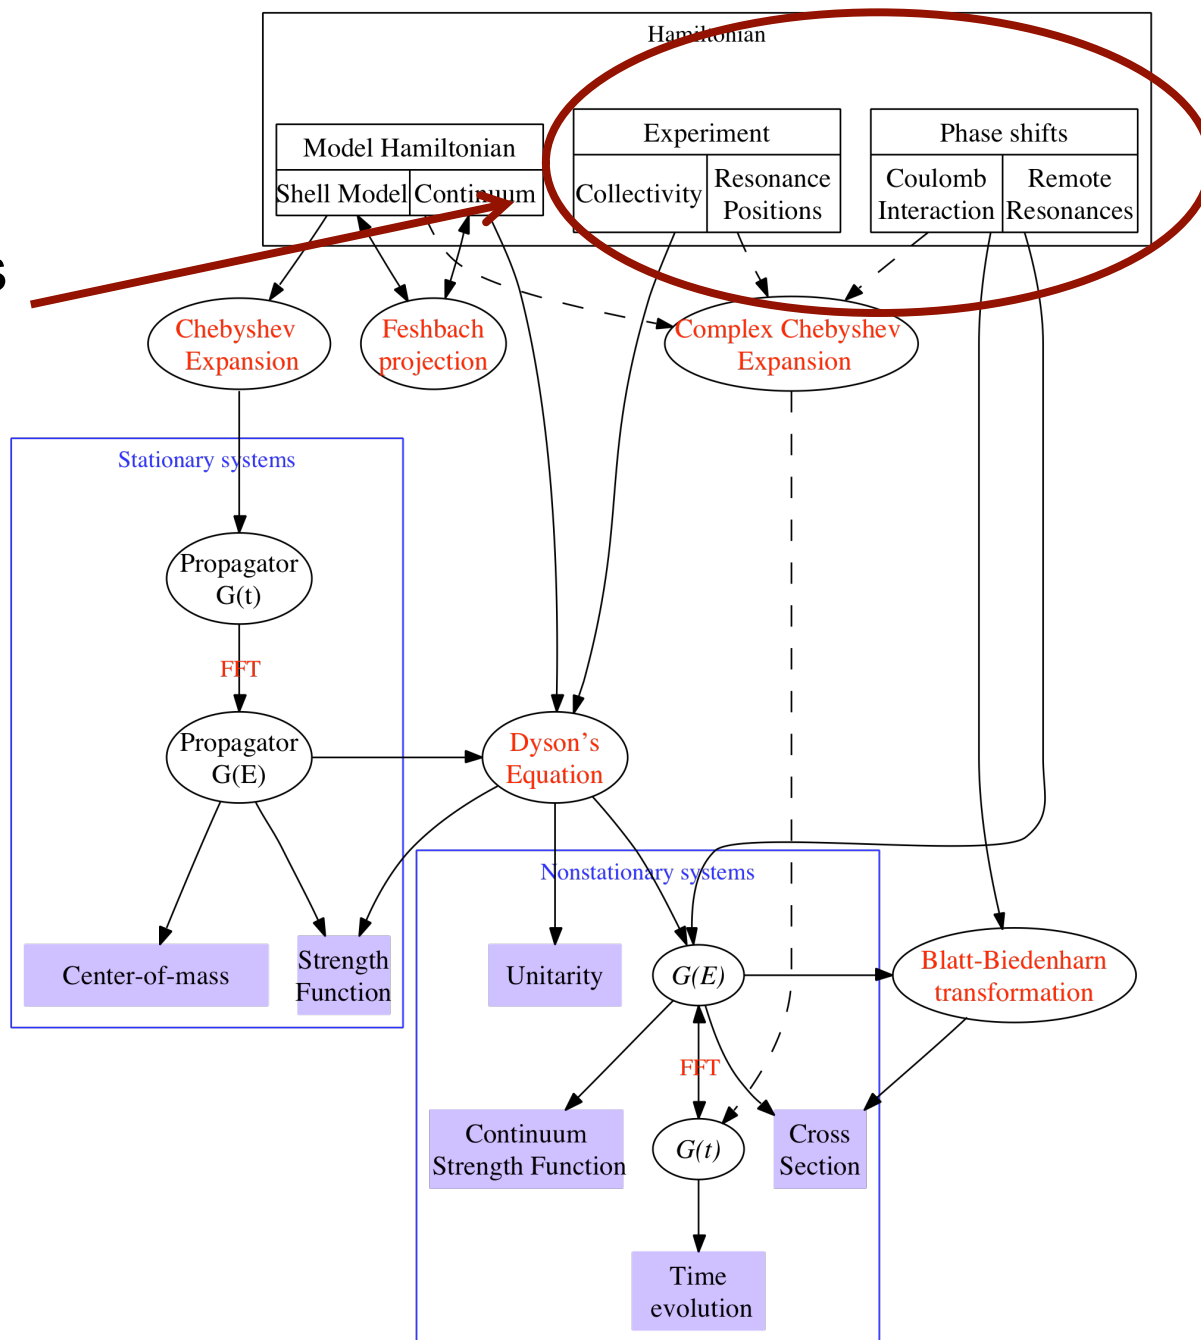 Hamiltonian
Model Hamiltonian
Shell Model
Continuum
Experiment
Collectivity
Resonance
Positions
Phase shifts
Coulomb
Interaction
Remote
Resonances
s
Chebyshev
Expansion
Feshbach
projection
Complex Chebyshev
Expansion
Stationary systems
Propagator
G(t)
FFT
Propagator
G(E)
Dyson's
Equation
Nonstationary systems
Center-of-mass
Strength
Function
Unitarity
G(E)
Blatt-Biedenharn
transformation
FFT
Continuum
Strength Function
G(t)
Cross
Section
Time
evolution